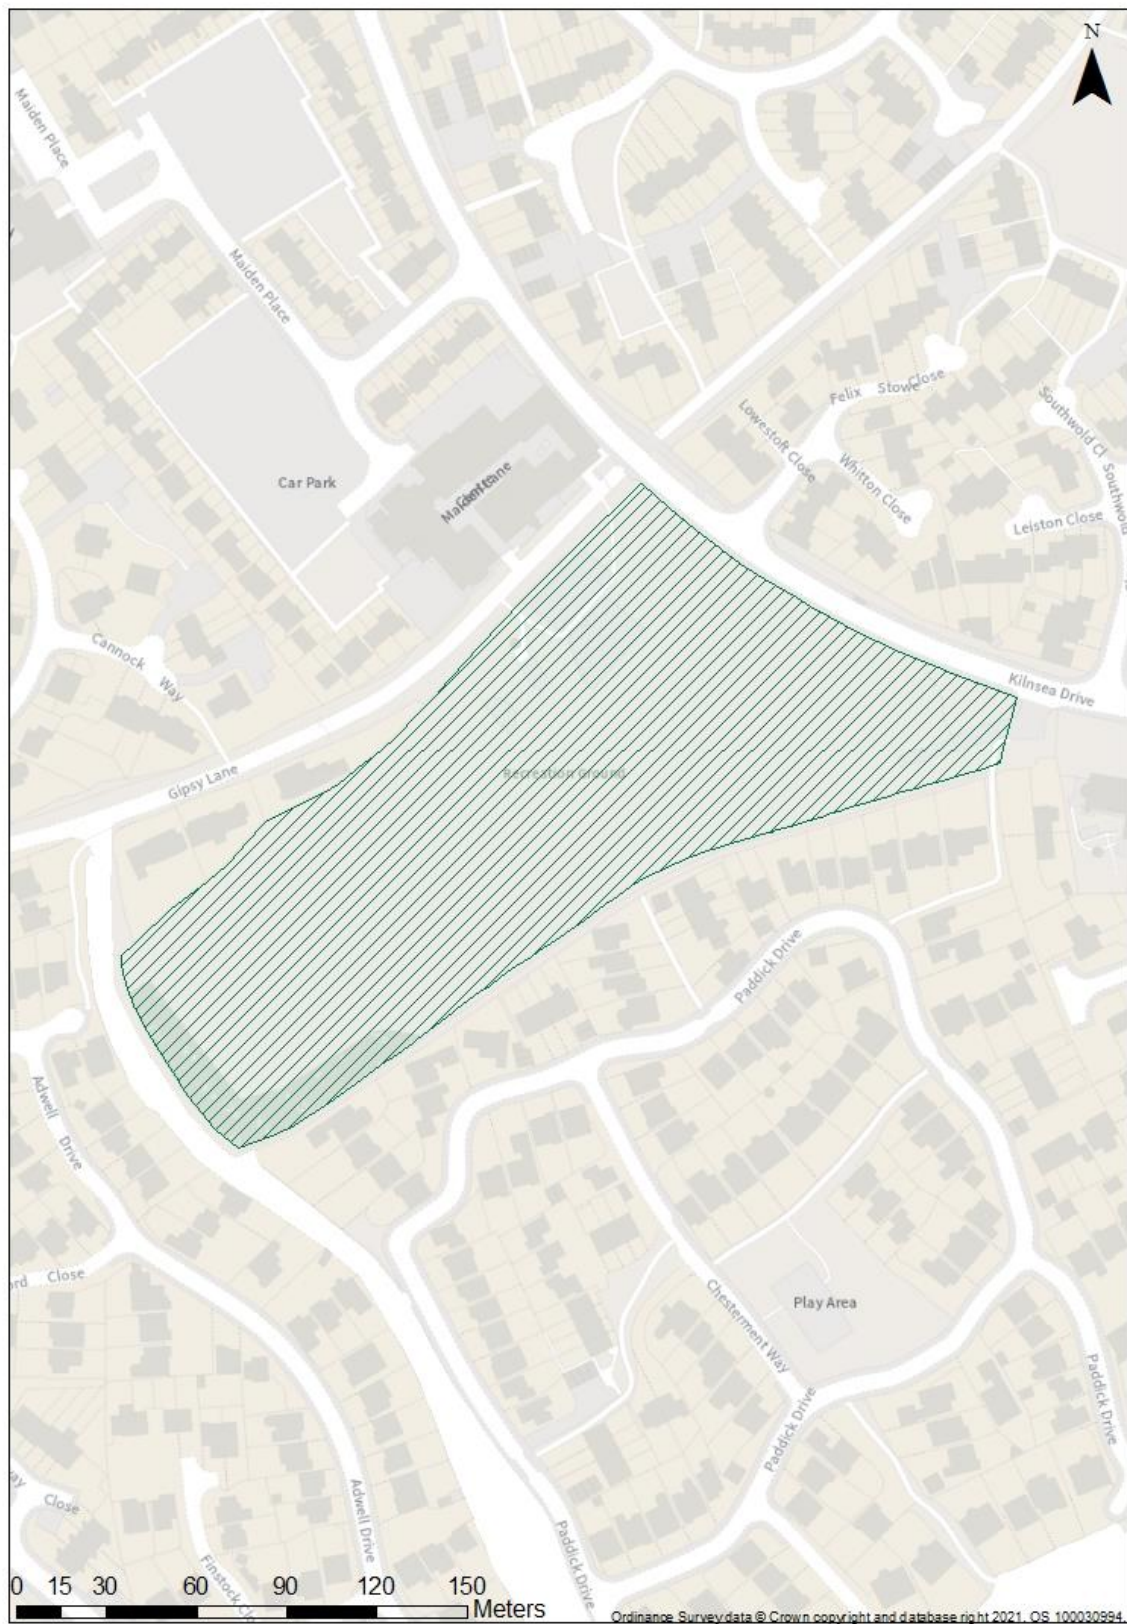 N
Maiden Place
Maiden Place
Felix Stowe Close
Lowestoft Close
Southwold Cl
Southwold
Whitton Close
Leiston Close
Car Park
Maiden Lane
Centre
Cannock Way
Kilnsea Drive
Gipsy Lane
Recreation Ground
Paddick Drive
Adwell Drive
Close
Play Area
Chesterment Way
Paddick Drive
Paddick Drive
Close
Adwell Drive
Paddick Drive
0 15 30 60 90 120 150
Meters
Ordinance Survey data © Crown copyright and database right 2021. OS 100030994.